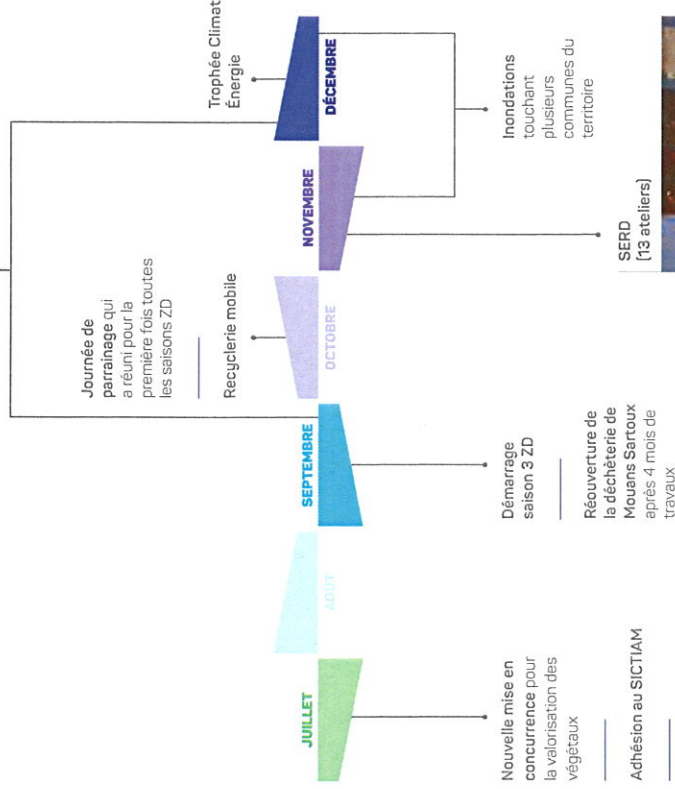 JUILLET
Nouvelle mise en
concurrence pour
la valorisation des
végétaux
Adhésion au SICTIAM
AOÛT
SEPTEMBRE
Démarrage
saison 3 ZD
Réouverture de
la déchèterie de
Mouans Sartoux
après 4 mois de
travaux
Journée de
parrainage qui
a réuni pour la
première fois toutes
les saisons ZD
Recyclerie mobile
OCTOBRE
NOVEMBRE
SERD
(13 ateliers)
Inondations
touchant
plusieurs
communes du
territoire
Trophée Climat
Énergie
DÉCEMBRE